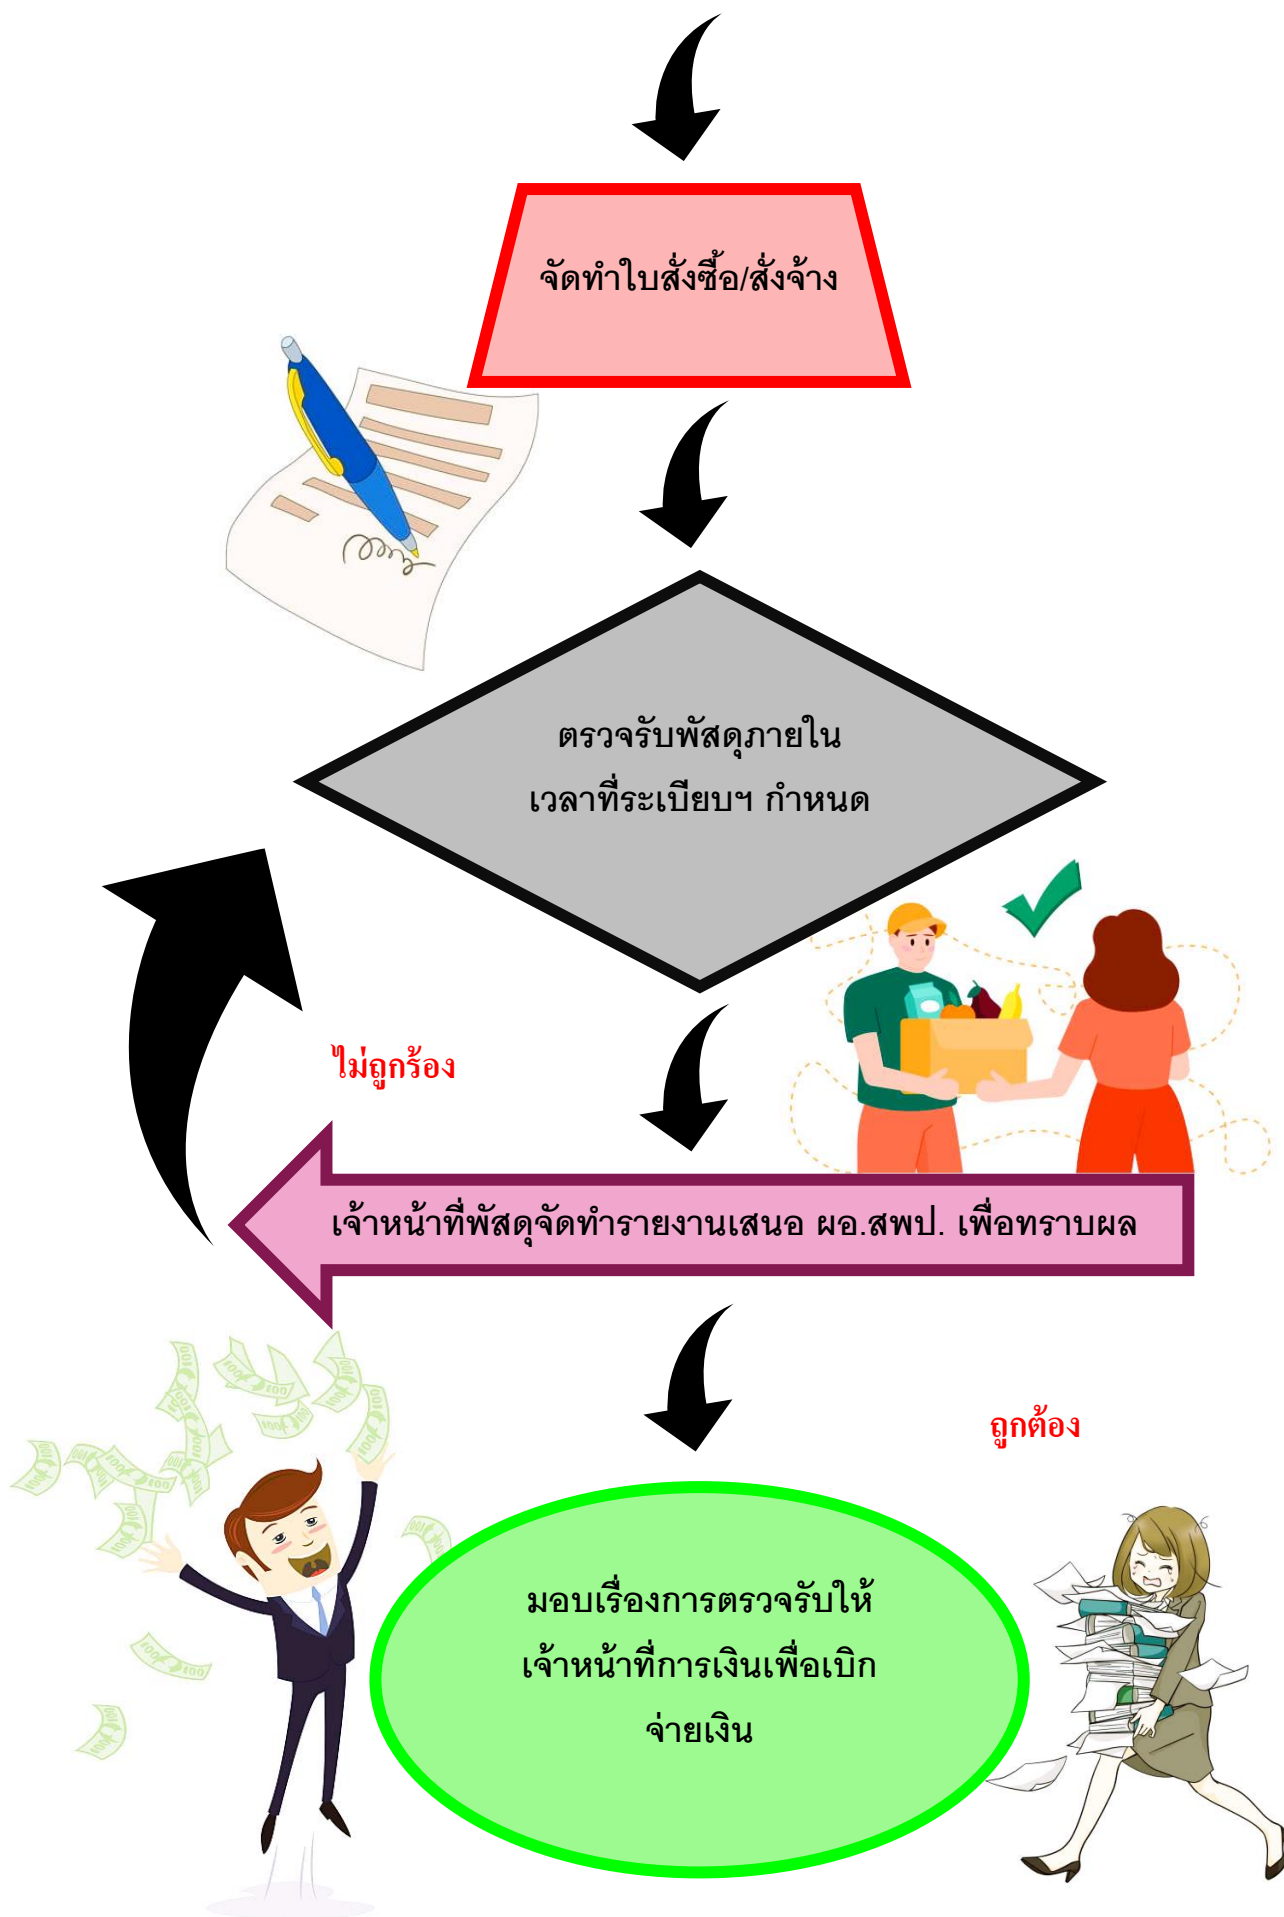 จัดทำใบสั่งซื้อ/สั่งจ้าง
ตรวจรับพัสดุภายใน
เวลาที่ระเบียบฯ กำหนด
ไม่ถูกร้อง
เจ้าหน้าที่พัสดุจัดทำรายงานเสนอ ผอ.สพป. เพื่อทราบผล
ถูกต้อง
มอบเรื่องการตรวจรับให้
เจ้าหน้าที่การเงินเพื่อเบิก
จ่ายเงิน